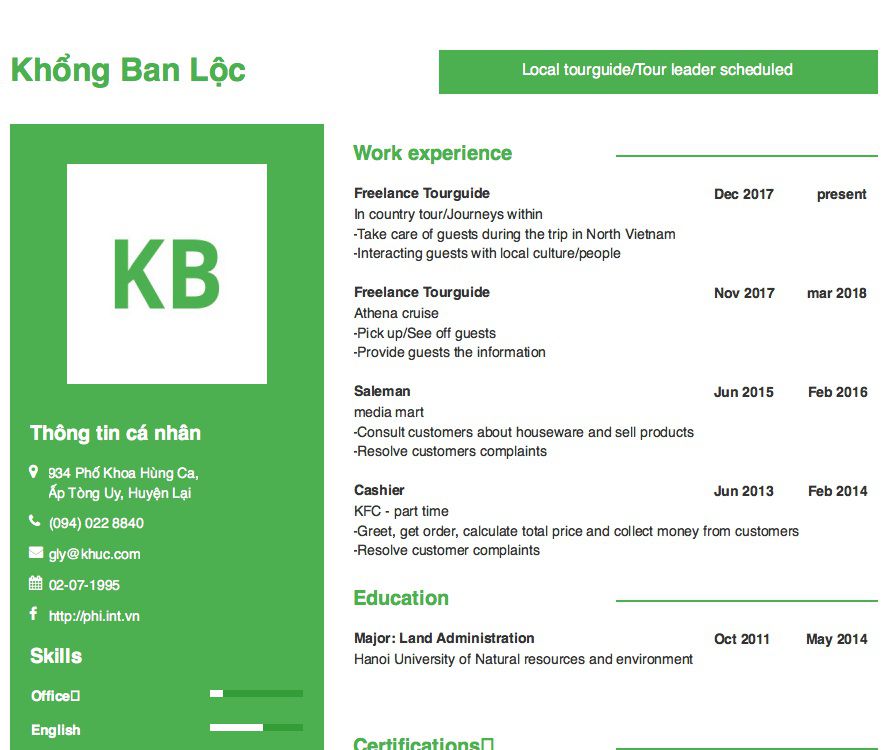 Khổng Ban Lộc
Local tourguide/Tour leader scheduled
KB
Thông tin cá nhân
934 Phố Khoa Hùng Ca,
Ấp Tòng Uy, Huyện Lại
(094) 022 8840
gly@khuc.com
02-07-1995
http://phi.int.vn
Skills
Office
English
Work experience
Freelance Tourguide Dec 2017 present
In country tour/Journeys within
-Take care of guests during the trip in North Vietnam
-Interacting guests with local culture/people
Freelance Tourguide Nov 2017 mar 2018
Athena cruise
-Pick up/See off guests
-Provide guests the information
Saleman Jun 2015 Feb 2016
media mart
-Consult customers about houseware and sell products
-Resolve customers complaints
Cashier Jun 2013 Feb 2014
KFC - part time
-Greet, get order, calculate total price and collect money from customers
-Resolve customer complaints
Education
Major: Land Administration Oct 2011 May 2014
Hanoi University of Natural resources and environment
Certifications